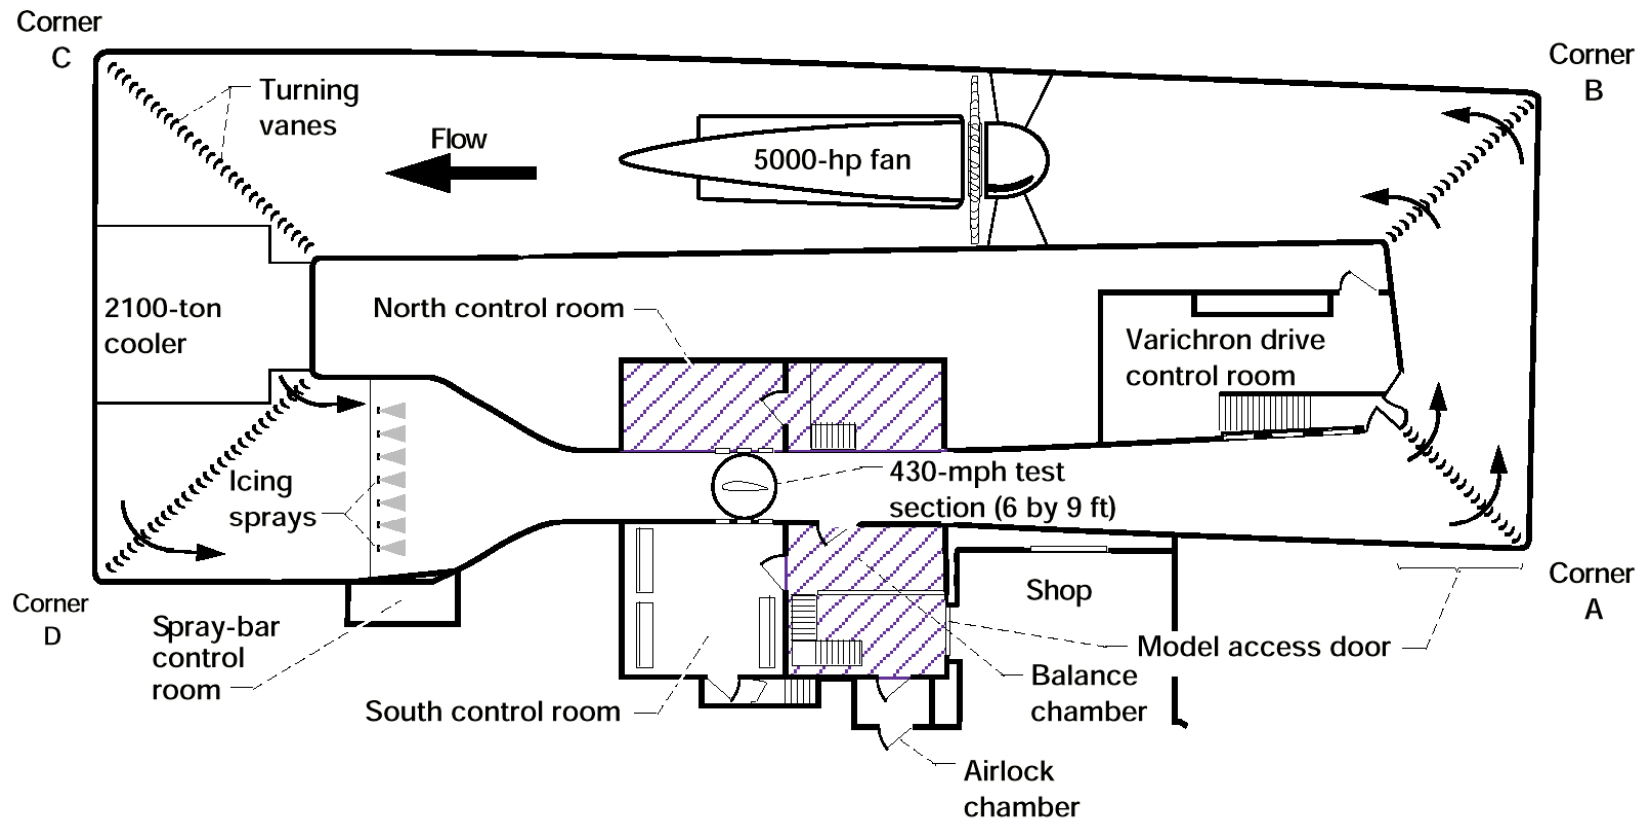 Corner
C
Corner
B
Turning
vanes
Flow
5000-hp fan
2100-ton
cooler
North control room
Varichron drive
control room
Icing
sprays
430-mph test
section (6 by 9 ft)
Corner
D
Spray-bar
control
room
Shop
Corner
A
Model access door
Balance
chamber
South control room
Airlock
chamber